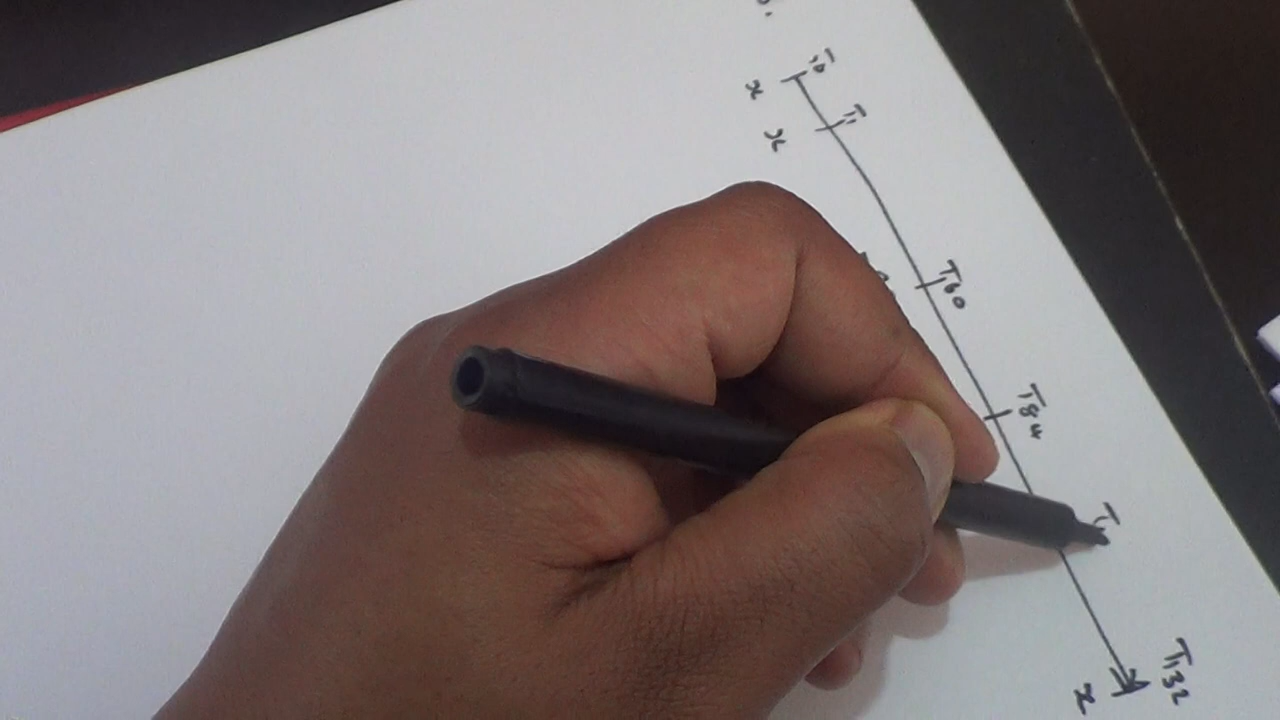 T₀
x
T₁
x
T₆₀
T₈₄
T
T₁₃₂
x